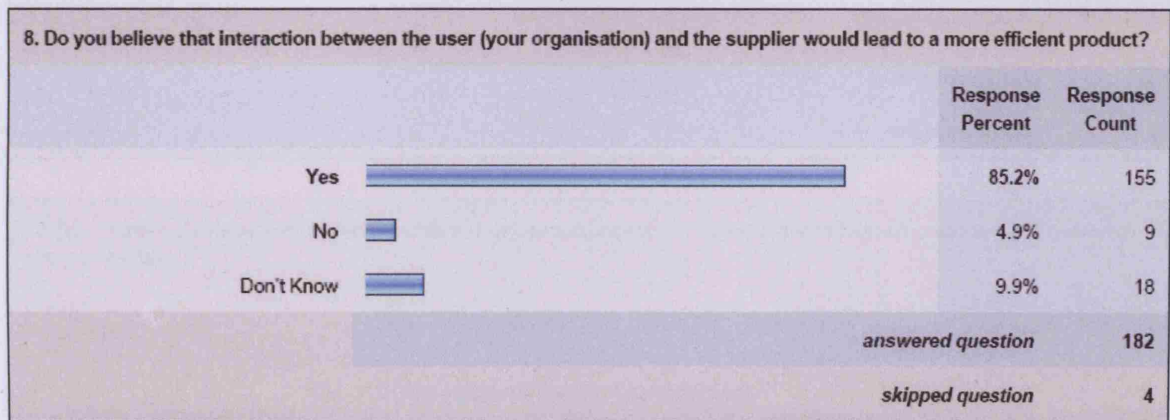 8. Do you believe that interaction between the user (your organisation) and the supplier would lead to a more efficient product?
Response Percent Response Count
Yes 85.2% 155
No 4.9% 9
Don't Know 9.9% 18
answered question 182
skipped question 4